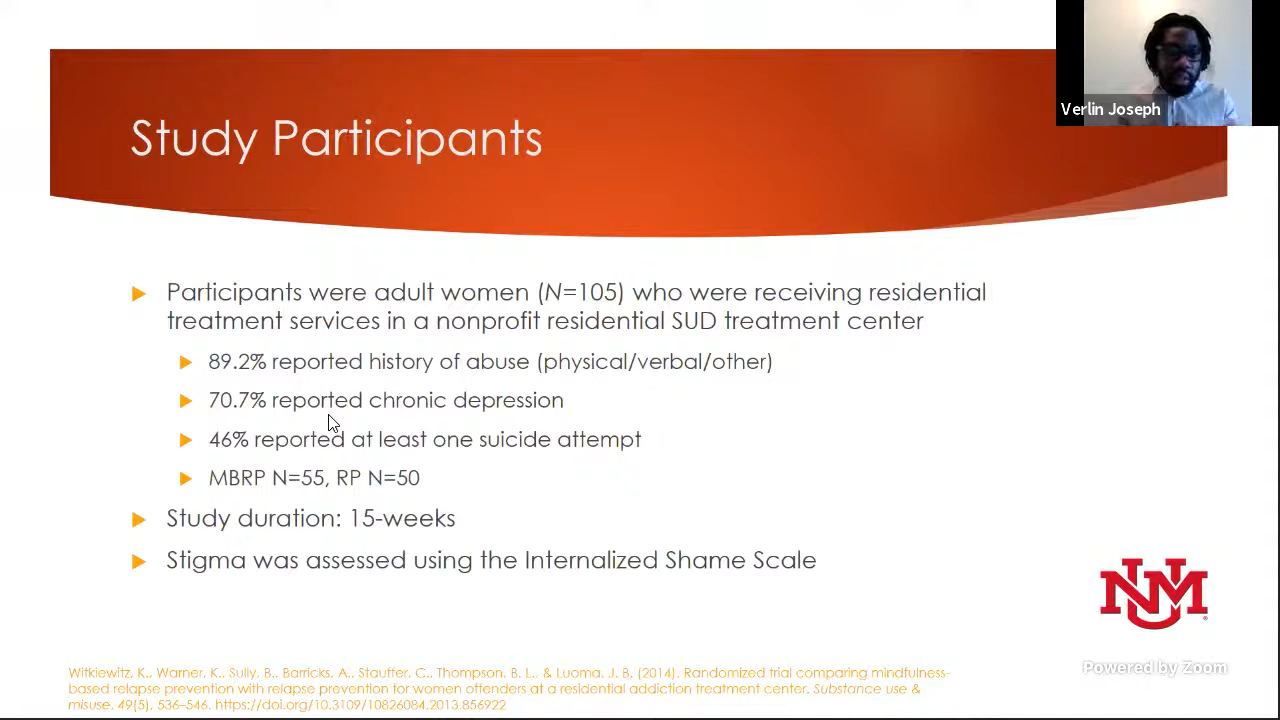 Verlin Joseph
Study Participants
Participants were adult women (N=105) who were receiving residential
treatment services in a nonprofit residential SUD treatment center
89.2% reported history of abuse (physical/verbal/other)
70.7% reported chronic depression
46% reported at least one suicide attempt
MBRP N=55, RP N=50
Study duration: 15-weeks
Stigma was assessed using the Internalized Shame Scale
UNM
Powered by Zoom
Witkiewitz, K., Warner, K., Sully, B., Barricks, A., Stauffer, C., Thompson, B. L., & Luoma, J. B. (2014). Randomized trial comparing mindfulness-
based relapse prevention with relapse prevention for women offenders at a residential addiction treatment center. Substance use &
misuse, 49(5), 536–546. https://doi.org/10.3109/10826084.2013.856922